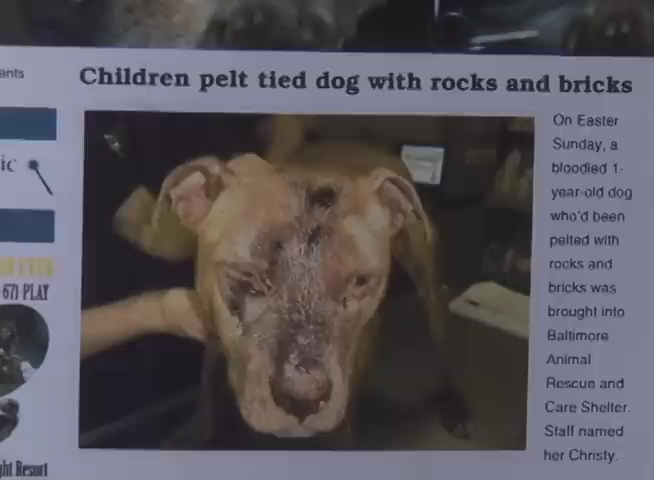 ants
Children pelt tied dog with rocks and bricks
On Easter
Sunday, a
bloodied 1-
year-old dog
who'd been
pelted with
rocks and
bricks was
brought into
Baltimore
Animal
Rescue and
Care Shelter.
Staff named
her Christy.
ic
671-PLAY
ght Resort